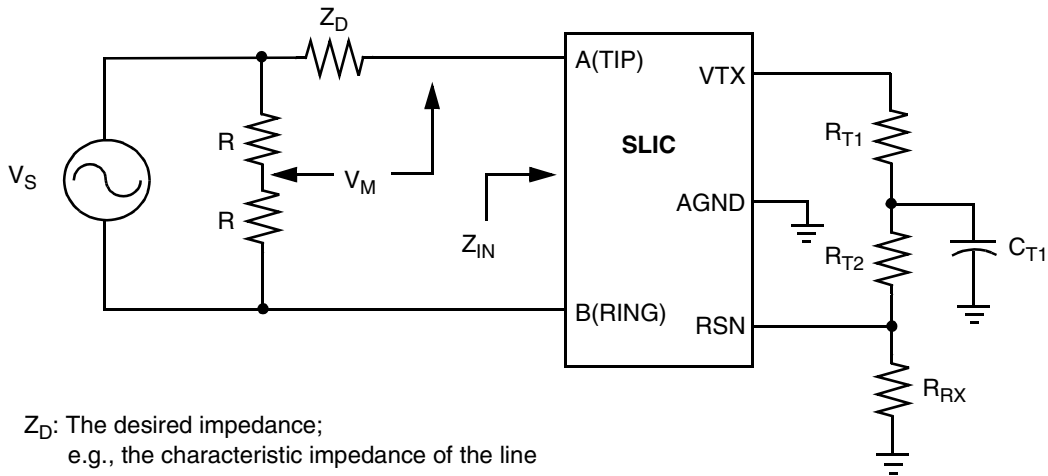 Z_D
A(TIP)
VTX
R
R_T1
SLIC
V_S
V_M
AGND
R
Z_IN
R_T2
C_T1
B(RING)
RSN
R_RX
Z_D: The desired impedance;
e.g., the characteristic impedance of the line